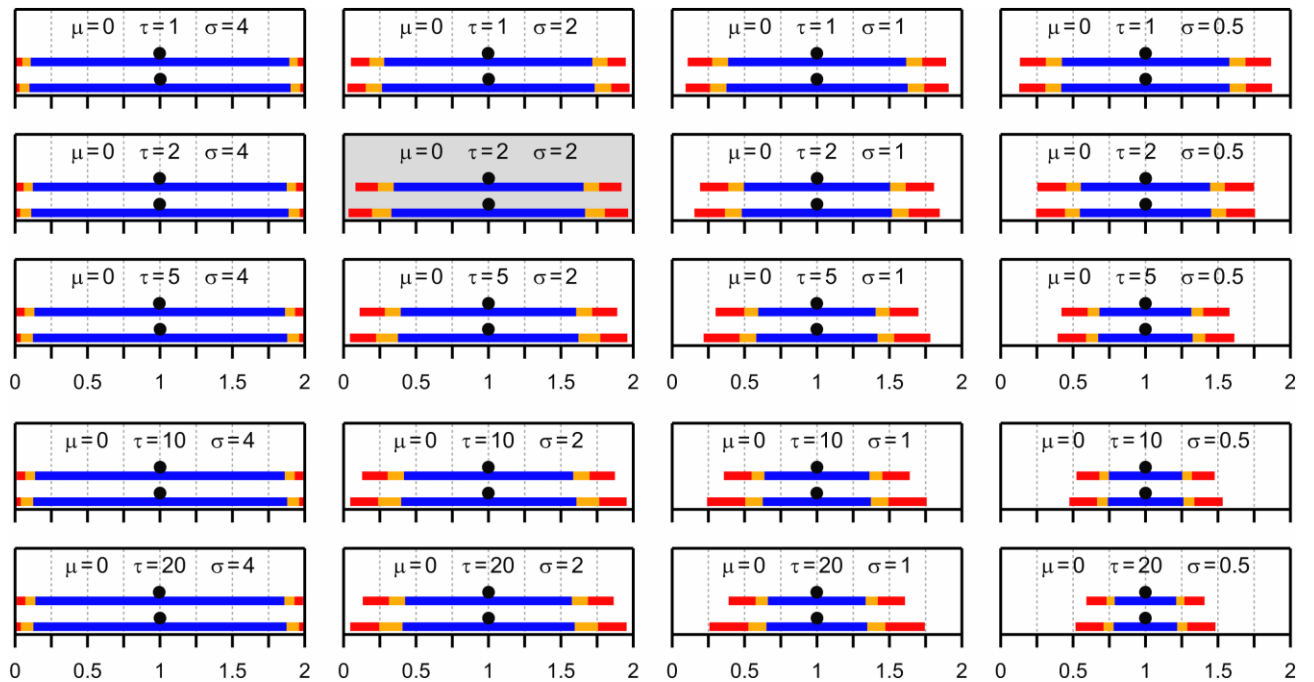 μ=0 τ=1 σ=4 μ=0 τ=1 σ=2 μ=0 τ=1 σ=1 μ=0 τ=1 σ=0.5
μ=0 τ=2 σ=4 μ=0 τ=2 σ=2 μ=0 τ=2 σ=1 μ=0 τ=2 σ=0.5
μ=0 τ=5 σ=4 μ=0 τ=5 σ=2 μ=0 τ=5 σ=1 μ=0 τ=5 σ=0.5
0 0.5 1 1.5 2 0 0.5 1 1.5 2 0 0.5 1 1.5 2 0 0.5 1 1.5 2
μ=0 τ=10 σ=4 μ=0 τ=10 σ=2 μ=0 τ=10 σ=1 μ=0 τ=10 σ=0.5
μ=0 τ=20 σ=4 μ=0 τ=20 σ=2 μ=0 τ=20 σ=1 μ=0 τ=20 σ=0.5
0 0.5 1 1.5 2 0 0.5 1 1.5 2 0 0.5 1 1.5 2 0 0.5 1 1.5 2